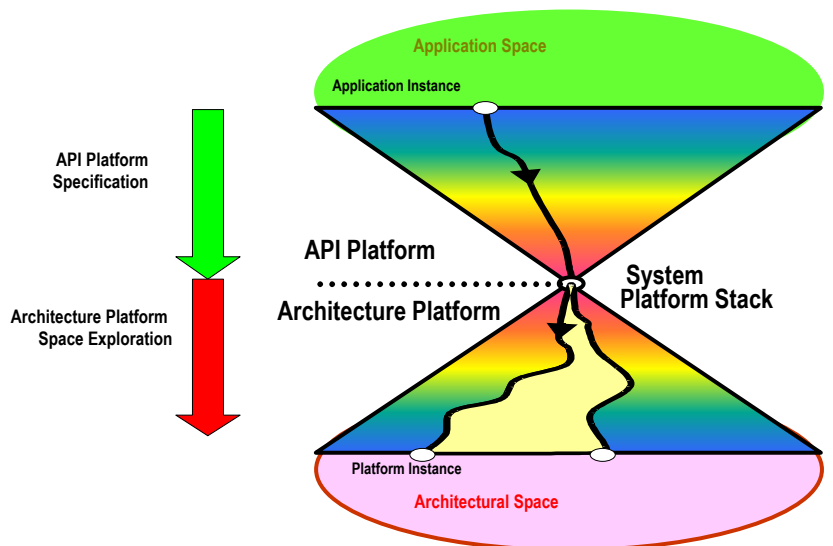 Application Space
Application Instance
API Platform
Specification
API Platform
System
Platform Stack
Architecture Platform
Architecture Platform
Space Exploration
Platform Instance
Architectural Space